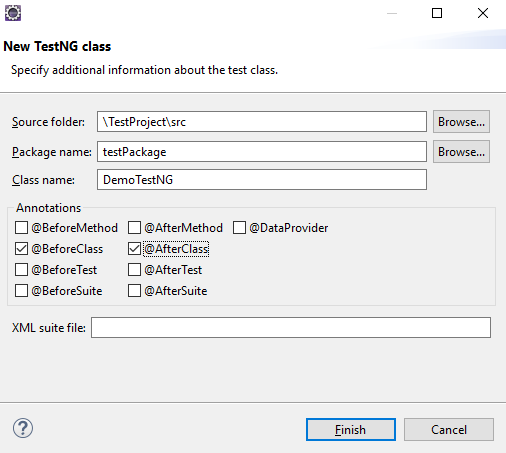 New TestNG class
Specify additional information about the test class.
Source folder: \TestProject\src Browse...
Package name: testPackage Browse...
Class name: DemoTestNG
Annotations
@BeforeMethod @AfterMethod @DataProvider
@BeforeClass @AfterClass
@BeforeTest @AfterTest
@BeforeSuite @AfterSuite
XML suite file:
? Finish Cancel